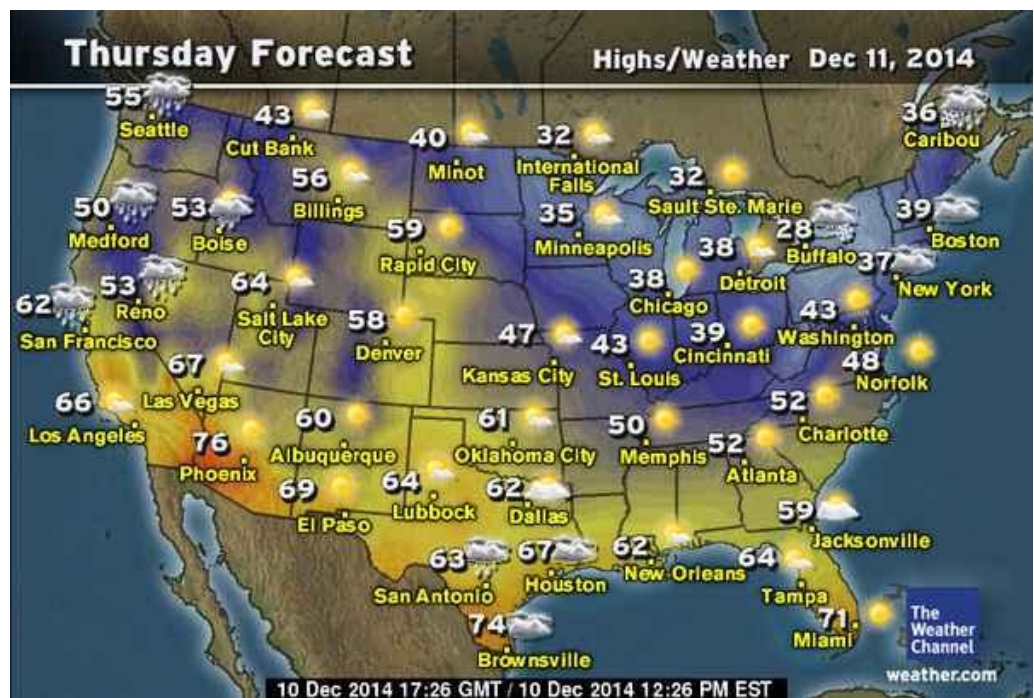 Thursday Forecast
Highs/Weather Dec 11, 2014
55
Seattle
43
Cut Bank
40
Minot
32
International
Falls
32
Sault Ste. Marie
36
Caribou
50
Medford
53
Boise
56
Billings
59
Rapid City
35
Minneapolis
38
Detroit
28
Buffalo
39
Boston
37
New York
62
San Francisco
53
Reno
64
Salt Lake
City
58
Denver
47
Kansas City
38
Chicago
43
St. Louis
39
Cincinnati
43
Washington
48
Norfolk
66
Los Angeles
67
Las Vegas
76
Phoenix
60
Albuquerque
61
Oklahoma City
50
Memphis
52
Atlanta
52
Charlotte
69
El Paso
64
Lubbock
62
Dallas
59
Jacksonville
63
San Antonio
67
Houston
62
New Orleans
64
Tampa
74
Brownsville
71
Miami
The
Weather
Channel
weather.com
10 Dec 2014 17:26 GMT / 10 Dec 2014 12:26 PM EST